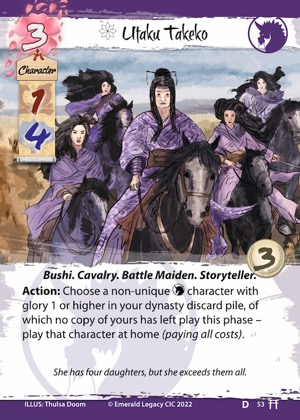 3
Utaku Takeko
Character
1
4
3
Bushi. Cavalry. Battle Maiden. Storyteller.
Action: Choose a non-unique character with
glory 1 or higher in your dynasty discard pile, of
which no copy of yours has left play this phase –
play that character at home (paying all costs).
She has four daughters, but she exceeds them all.
ILLUS: Thulsa Doom © Emerald Legacy CIC 2022 D 53